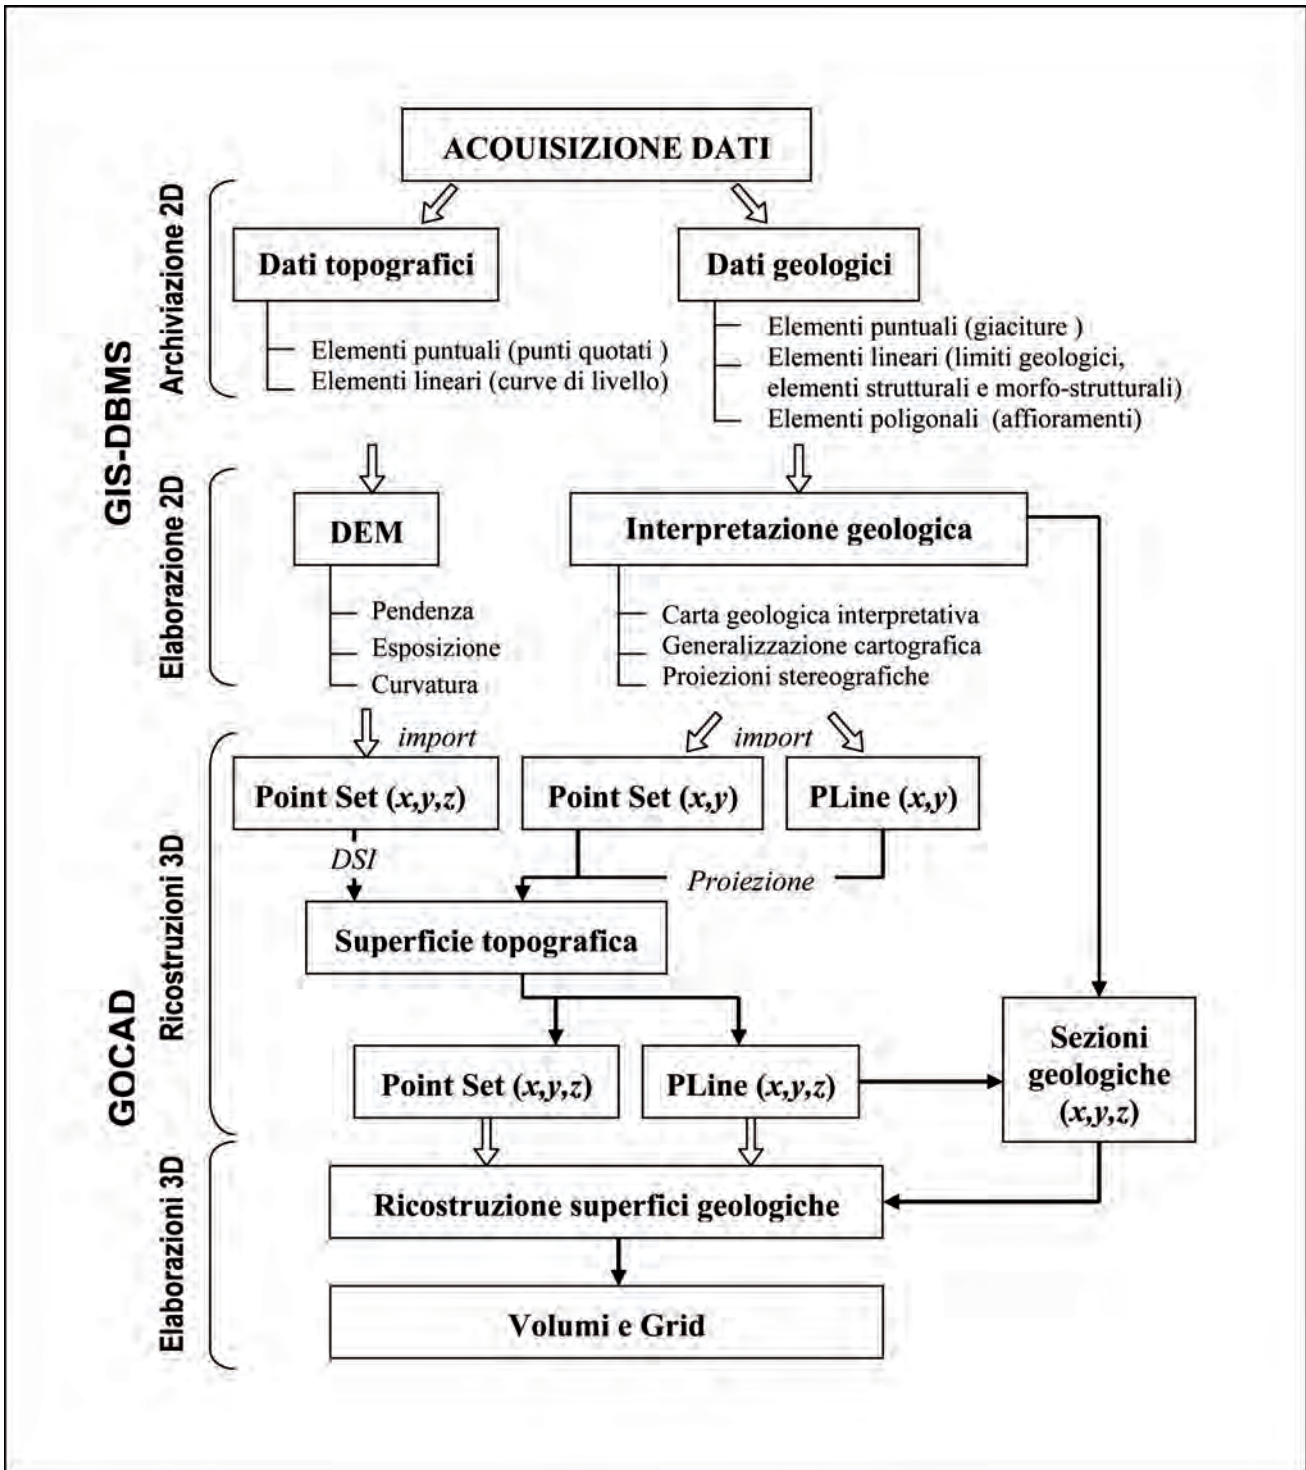 ACQUISIZIONE DATI
GIS-DBMS
Archiviazione 2D
Dati topografici
Elementi puntuali (punti quotati )
Elementi lineari (curve di livello)
Dati geologici
Elementi puntuali (giaciture )
Elementi lineari (limiti geologici,
elementi strutturali e morfo-strutturali)
Elementi poligonali (affioramenti)
Elaborazione 2D
DEM
Pendenza
Esposizione
Curvatura
Interpretazione geologica
Carta geologica interpretativa
Generalizzazione cartografica
Proiezioni stereografiche
GOCAD
Ricostruzioni 3D
import
import
Point Set (x,y,z)
Point Set (x,y)
PLine (x,y)
DSI
Proiezione
Superficie topografica
Point Set (x,y,z)
PLine (x,y,z)
Sezioni
geologiche
(x,y,z)
Elaborazioni 3D
Ricostruzione superfici geologiche
Volumi e Grid